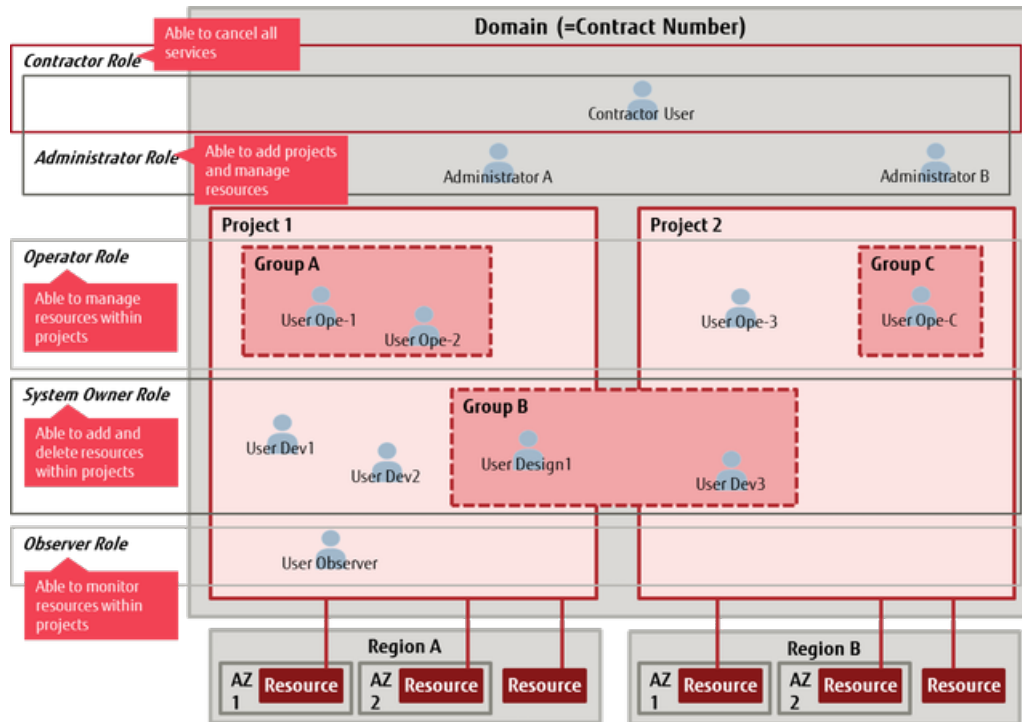 Domain (=Contract Number)
Able to cancel all
services
Contractor Role
Contractor User
Administrator Role
Able to add projects
and manage
resources
Administrator A
Administrator B
Project 1
Project 2
Operator Role
Group A
Group C
Able to manage
resources within
projects
User Ope-1
User Ope-2
User Ope-3
User Ope-C
System Owner Role
Able to add and
delete resources
within projects
Group B
User Dev1
User Dev2
User Design1
User Dev3
Observer Role
User Observer
Able to monitor
resources within
projects
Region A
Region B
AZ
1
Resource
AZ
2
Resource
Resource
AZ
1
Resource
AZ
2
Resource
Resource